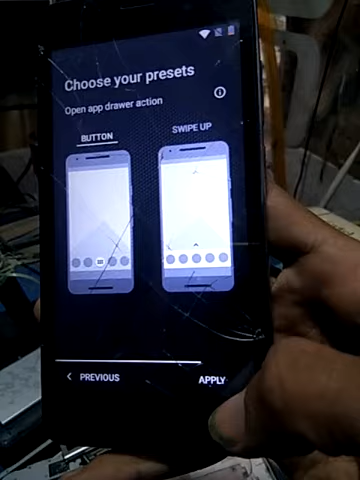 Choose your presets
Open app drawer action
BUTTON
SWIPE UP
PREVIOUS
APPLY